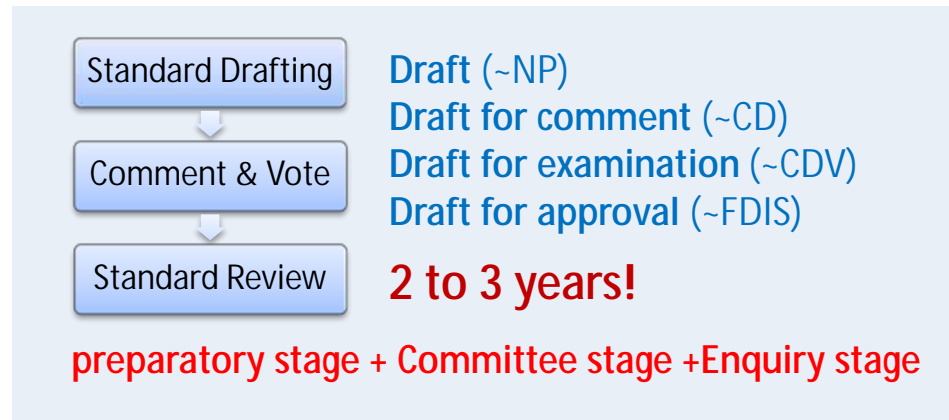 Standard Drafting
Comment & Vote
Standard Review
Draft (~NP)
Draft for comment (~CD)
Draft for examination (~CDV)
Draft for approval (~FDIS)
2 to 3 years!
preparatory stage + Committee stage +Enquiry stage